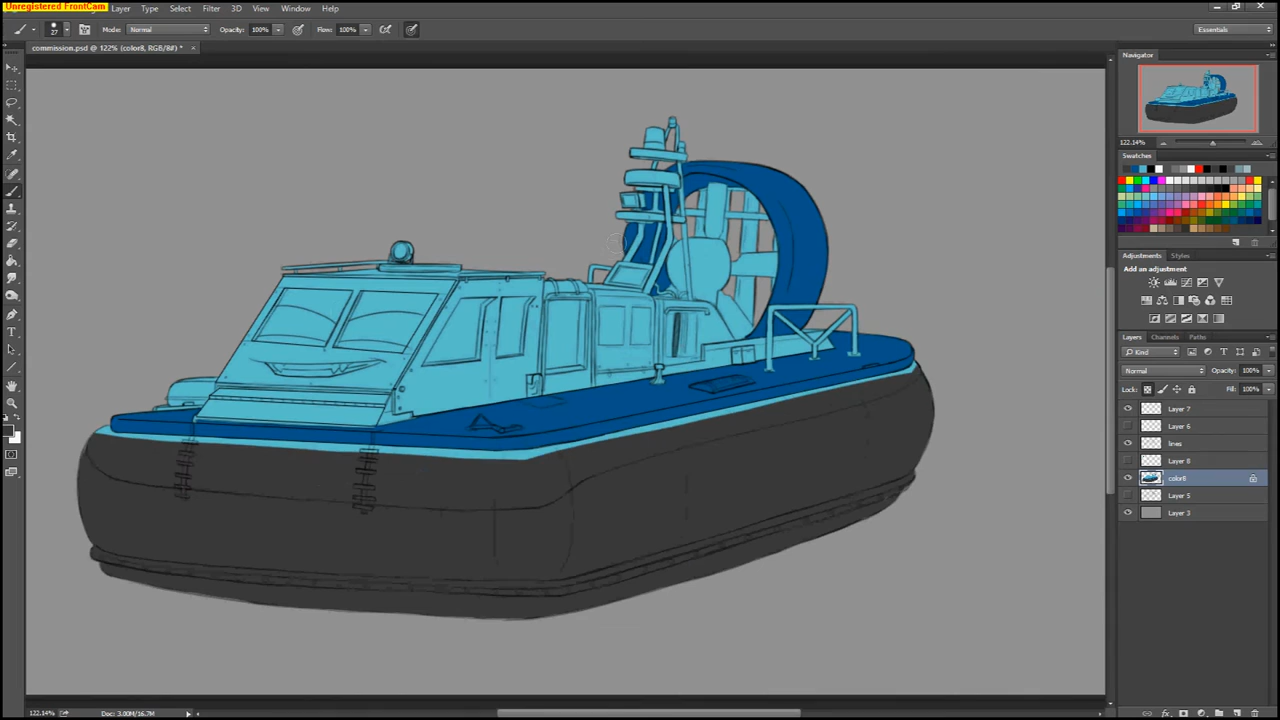 Unregistered FrontCam
Layer Type Select Filter 3D View Window Help
27 Mode: Normal Opacity: 100% Flow: 100% Essentials
commission.psd @ 122% (color8, RGB/8#) * ×
Navigator
122.14%
Swatches
Adjustments Styles
Add an adjustment
Layers Channels Paths
Kind
Normal Opacity: 100%
Lock: Fill: 100%
Layer 7
Layer 6
lines
Layer 8
color8
Layer 5
Layer 3
122.14% Doc: 3.00M/16.7M
fx